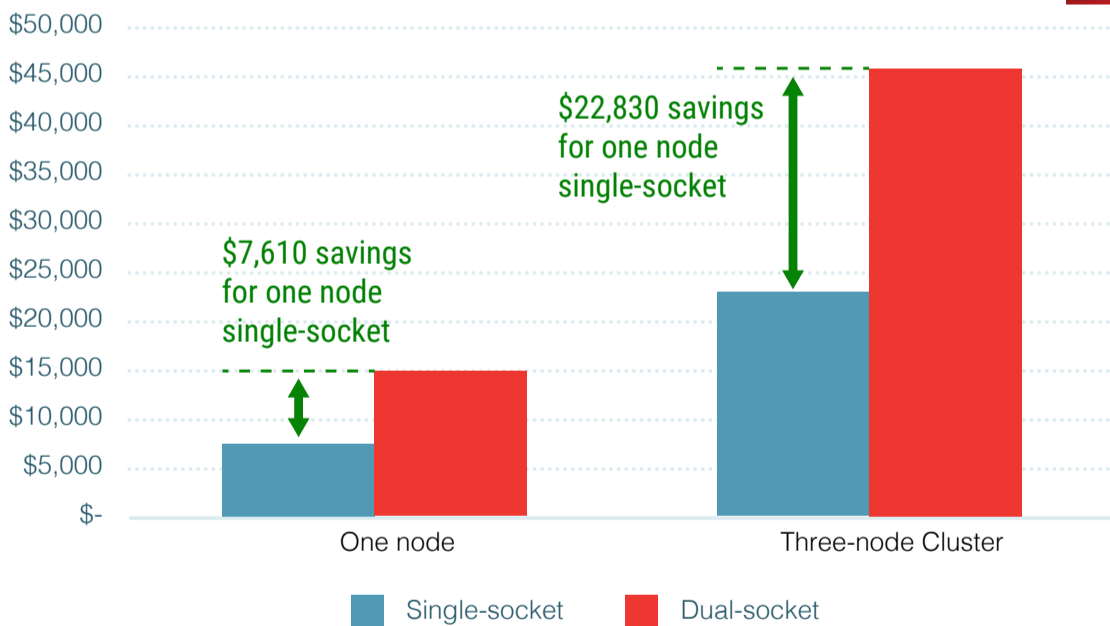 $50,000
$45,000
$40,000
$35,000
$30,000
$25,000
$20,000
$15,000
$10,000
$5,000
$-
$7,610 savings
for one node
single-socket
$22,830 savings
for one node
single-socket
One node
Three-node Cluster
Single-socket
Dual-socket